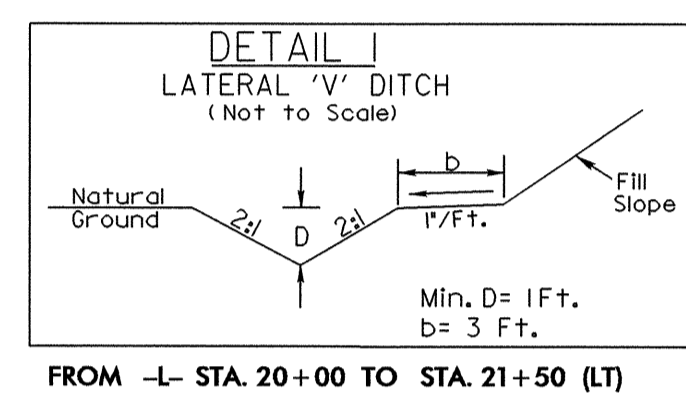 DETAIL 1
LATERAL 'V' DITCH
(Not to Scale)
b
Natural
Ground
2:1
D
2:1
1"/Ft.
Fill
Slope
Min. D= 1Ft.
b= 3 Ft.
FROM -L- STA. 20+00 TO STA. 21+50 (LT)